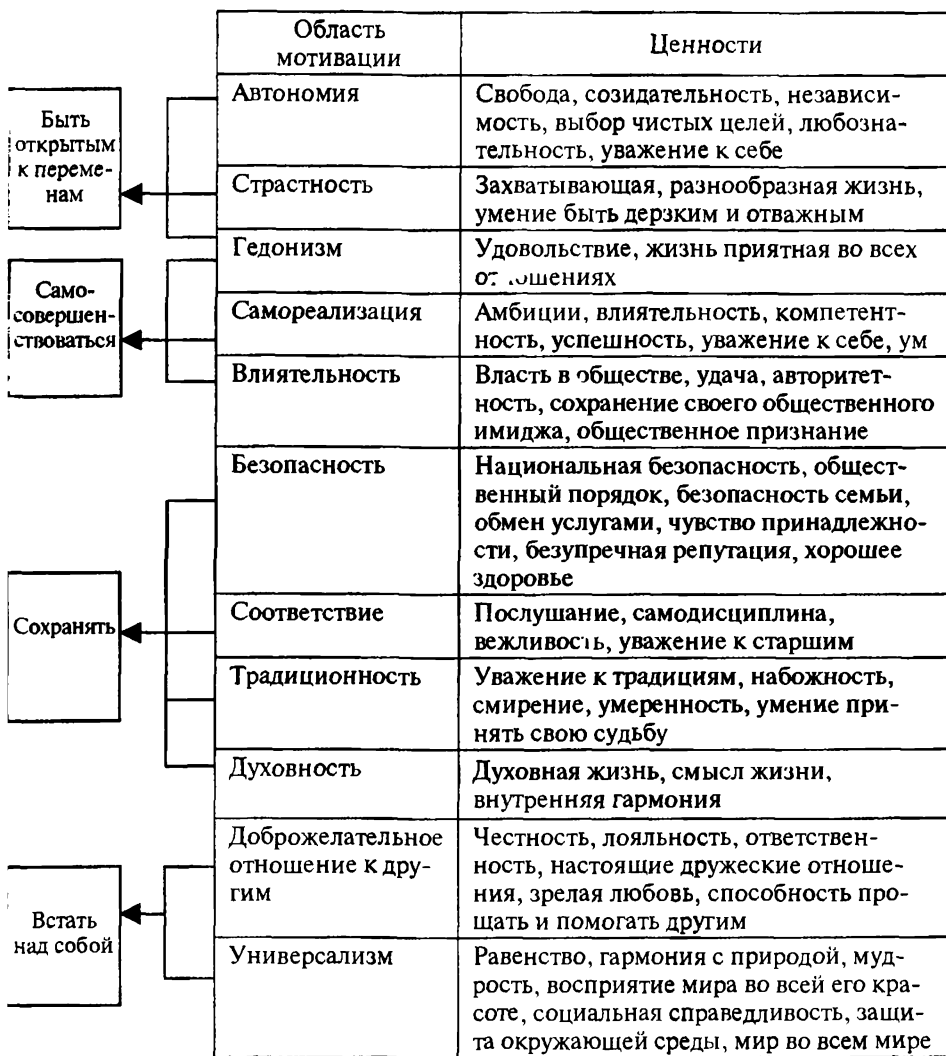 Область
мотивации
Ценности
Быть
открытым
к переме-
нам
Автономия
Свобода, созидательность, независи-
мость, выбор чистых целей, любозна-
тельность, уважение к себе
Страстность
Захватывающая, разнообразная жизнь,
умение быть дерзким и отважным
Гедонизм
Удовольствие, жизнь приятная во всех
Само-
совершен-
ствоваться
Самореализация
Амбиции, влиятельность, компетент-
ность, успешность, уважение к себе, ум
Влиятельность
Власть в обществе, удача, авторитет-
ность, сохранение своего общественного
имиджа, общественное признание
Сохранять
Безопасность
Национальная безопасность, общест-
венный порядок, безопасность семьи,
обмен услугами, чувство принадлежно-
сти, безупречная репутация, хорошее
здоровье
Соответствие
Послушание, самодисциплина,
вежливость, уважение к старшим
Традиционность
Уважение к традициям, набожность,
смирение, умеренность, умение при-
нять свою судьбу
Духовность
Духовная жизнь, смысл жизни,
внутренняя гармония
Встать
над собой
Доброжелательное
отношение к дру-
гим
Честность, лояльность, ответствен-
ность, настоящие дружеские отноше-
ния, зрелая любовь, способность про-
щать и помогать другим
Универсализм
Равенство, гармония с природой, муд-
рость, восприятие мира во всей его кра-
соте, социальная справедливость, защи-
та окружающей среды, мир во всем мире